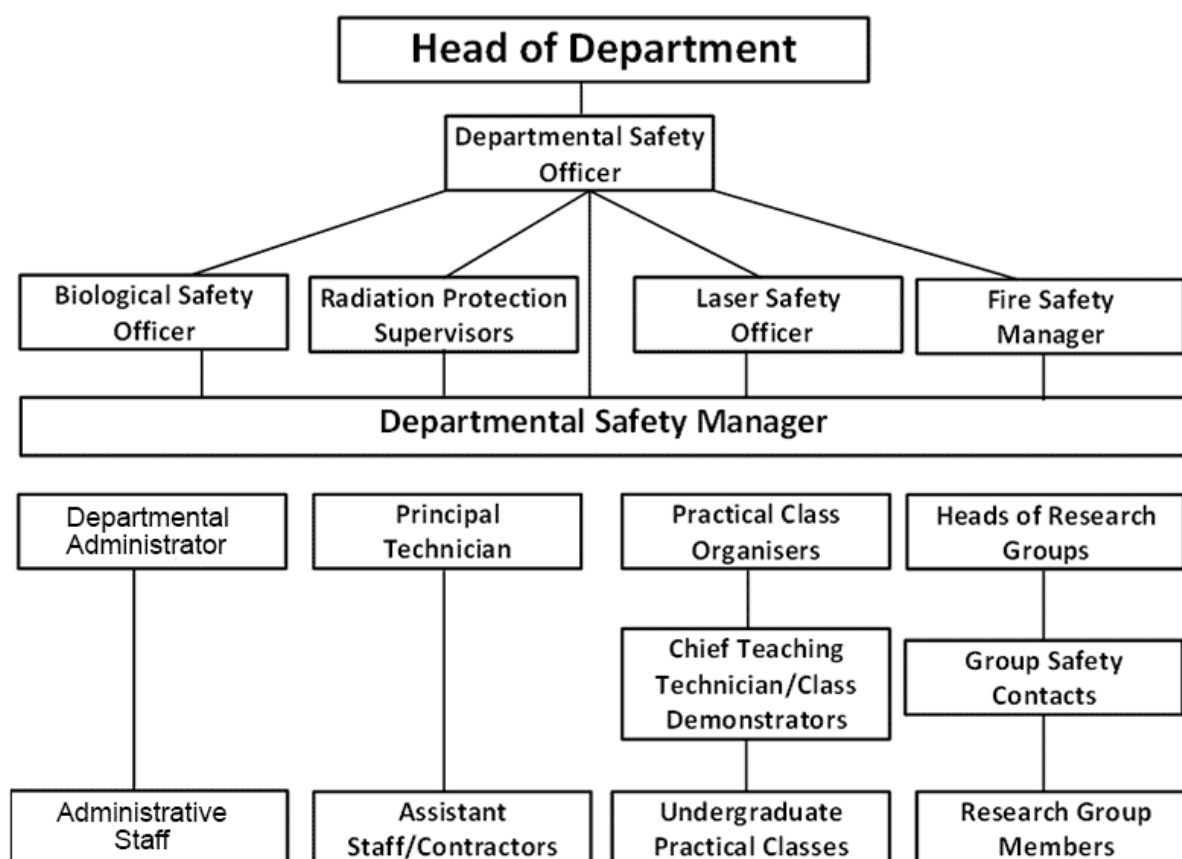 Head of Department
Departmental Safety
Officer
Biological Safety
Officer
Radiation Protection
Supervisors
Laser Safety
Officer
Fire Safety
Manager
Departmental Safety Manager
Departmental
Administrator
Principal
Technician
Practical Class
Organisers
Heads of Research
Groups
Chief Teaching
Technician/Class
Demonstrators
Group Safety
Contacts
Administrative
Staff
Assistant
Staff/Contractors
Undergraduate
Practical Classes
Research Group
Members